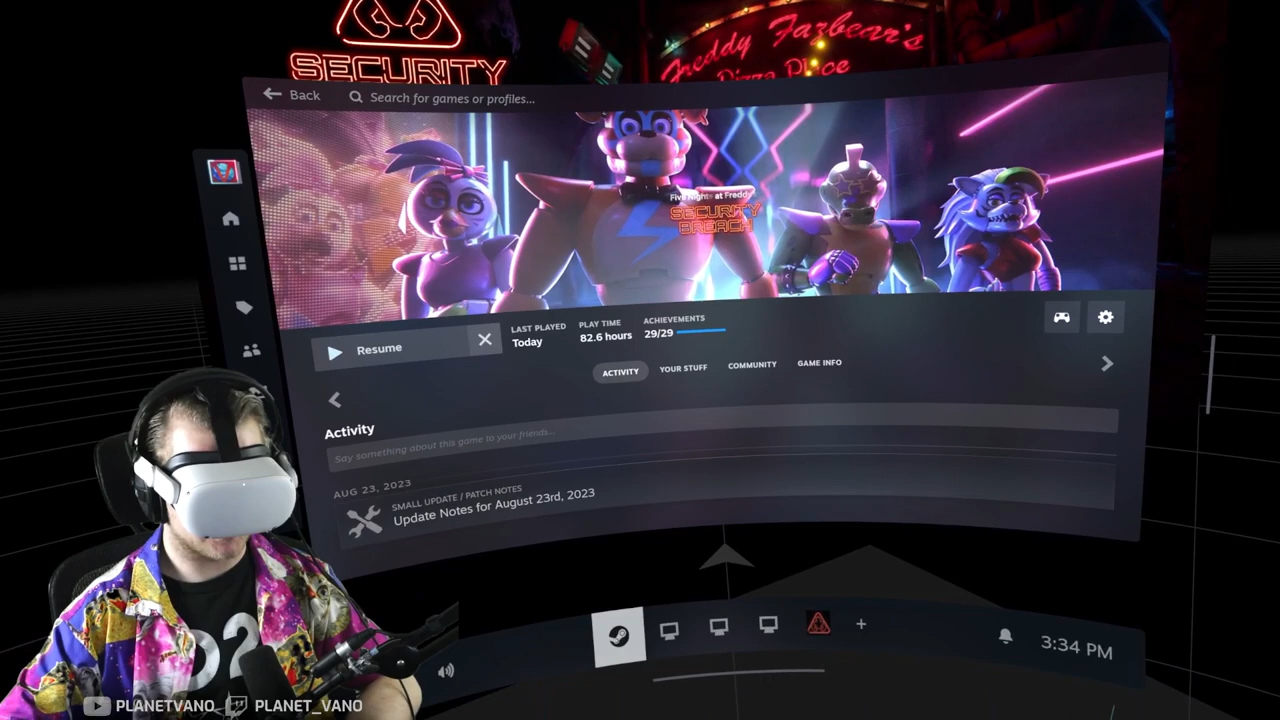 SECURITY
Freddy Fazbear's
Pizza Place
Back
Search for games or profiles...
Five Nights at Freddy's
SECURITY
BREACH
Resume
LAST PLAYED
Today
PLAY TIME
82.6 hours
ACHIEVEMENTS
29/29
ACTIVITY
YOUR STUFF
COMMUNITY
GAME INFO
Activity
Say something about this game to your friends...
AUG 23, 2023
SMALL UPDATE / PATCH NOTES
Update Notes for August 23rd, 2023
3:34 PM
PLANETVANO
PLANET_VANO